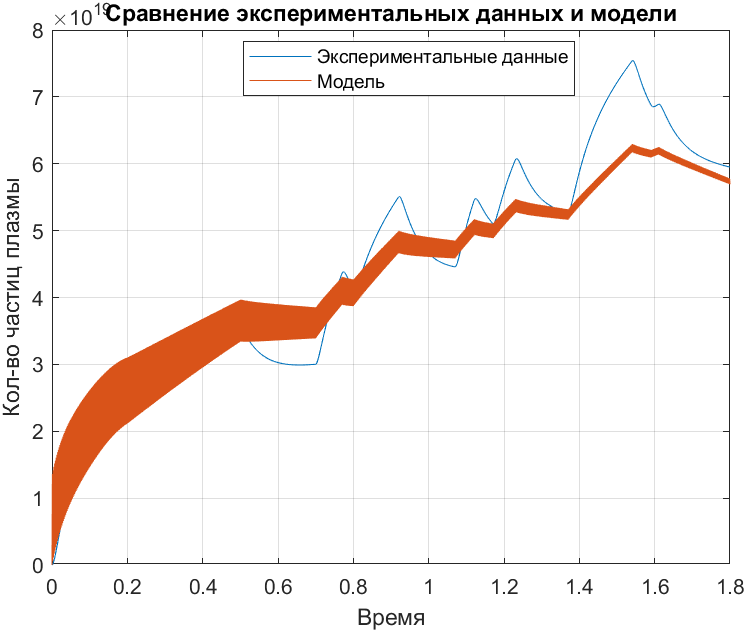 Сравнение экспериментальных данных и модели
×10^19
Экспериментальные данные
Модель
Кол-во частиц плазмы
8
7
6
5
4
3
2
1
0
0 0.2 0.4 0.6 0.8 1 1.2 1.4 1.6 1.8
Время